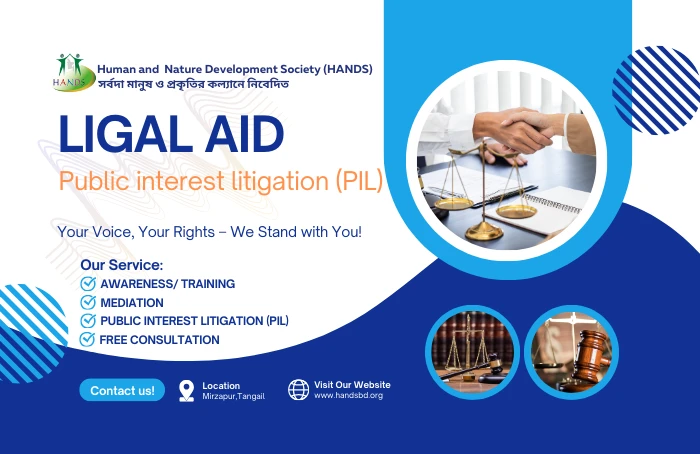 HANDS
Human and Nature Development Society (HANDS)
সর্বদা মানুষ ও প্রকৃতির কল্যানে নিবেদিত
LIGAL AID
Public interest litigation (PIL)
Your Voice, Your Rights – We Stand with You!
Our Service:
AWARENESS/ TRAINING
MEDIATION
PUBLIC INTEREST LITIGATION (PIL)
FREE CONSULTATION
Contact us!
Location
Mirzapur,Tangail
Visit Our Website
www.handsbd.org